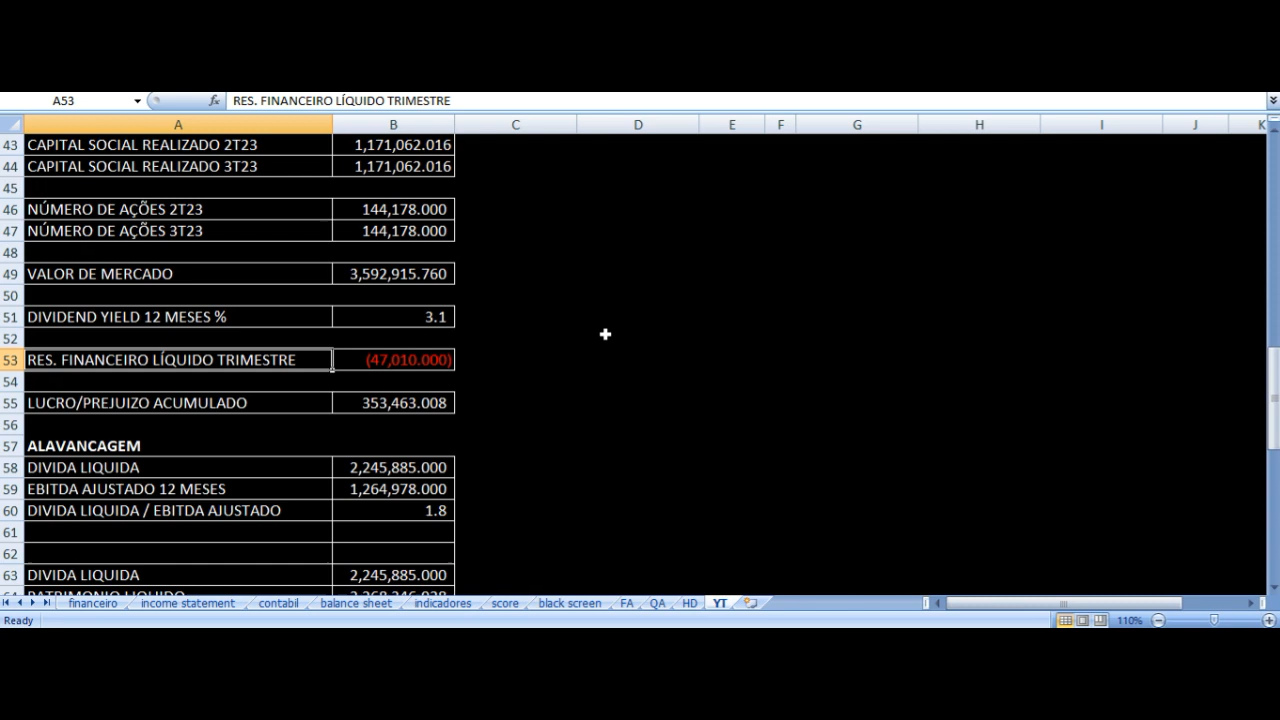 A53 fx RES. FINANCEIRO LÍQUIDO TRIMESTRE
A B C D E F G H I J K
43 CAPITAL SOCIAL REALIZADO 2T23 1,171,062.016
44 CAPITAL SOCIAL REALIZADO 3T23 1,171,062.016
45
46 NÚMERO DE AÇÕES 2T23 144,178.000
47 NÚMERO DE AÇÕES 3T23 144,178.000
48
49 VALOR DE MERCADO 3,592,915.760
50
51 DIVIDEND YIELD 12 MESES % 3.1
52
53 RES. FINANCEIRO LÍQUIDO TRIMESTRE (47,010.000)
54
55 LUCRO/PREJUIZO ACUMULADO 353,463.008
56
57 ALAVANCAGEM
58 DIVIDA LIQUIDA 2,245,885.000
59 EBITDA AJUSTADO 12 MESES 1,264,978.000
60 DIVIDA LIQUIDA / EBITDA AJUSTADO 1.8
61
62
63 DIVIDA LIQUIDA 2,245,885.000
64 PATRIMONIO LIQUIDO
financeiro income statement contabil balance sheet indicadores score black screen FA QA HD YT
Ready 110%